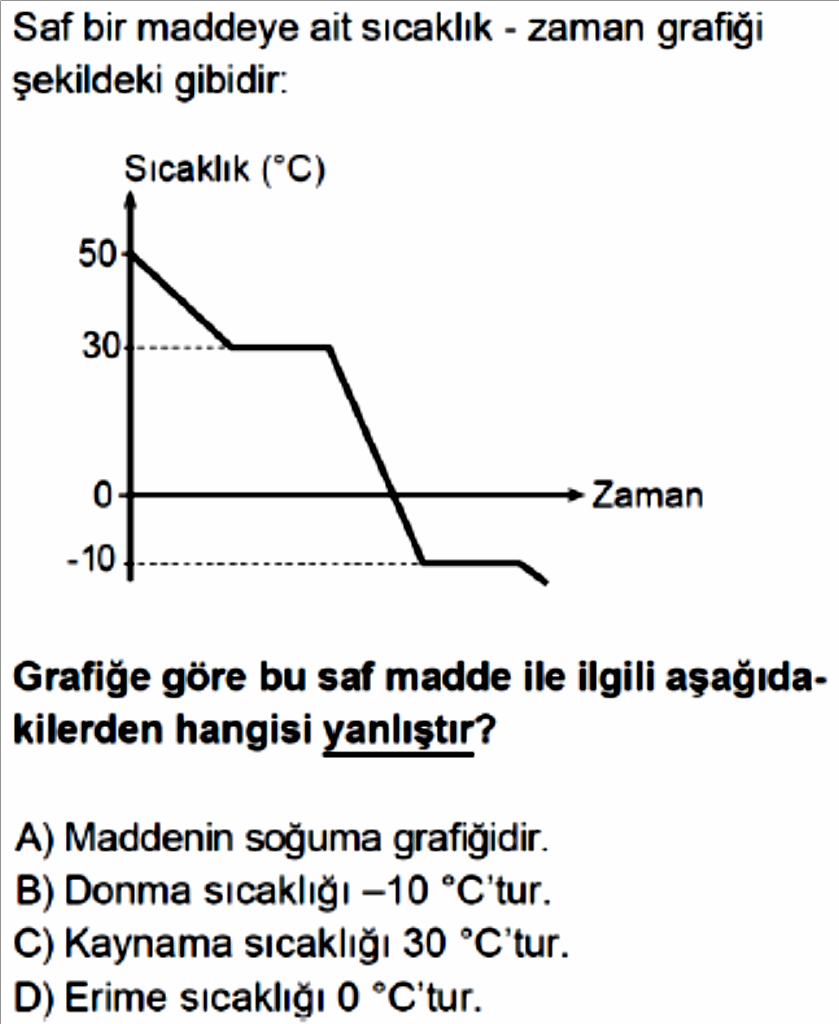 Saf bir maddeye ait sıcaklık - zaman grafiği
şekildeki gibidir:
Sıcaklık (°C)
50
30
0
Zaman
-10
Grafiğe göre bu saf madde ile ilgili aşağıda-
kilerden hangisi yanlıştır?
A) Maddenin soğuma grafiğidir.
B) Donma sıcaklığı –10 °C'tur.
C) Kaynama sıcaklığı 30 °C'tur.
D) Erime sıcaklığı 0 °C'tur.